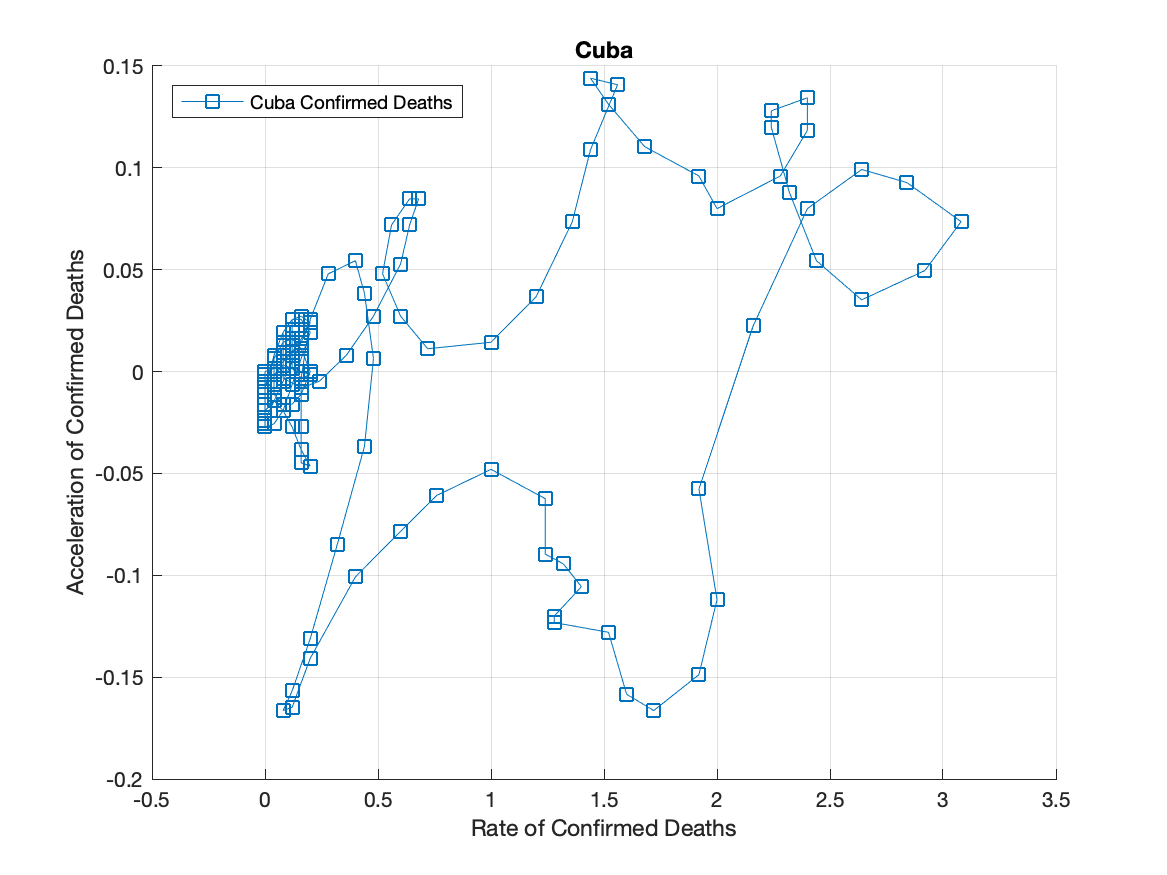 Cuba
Cuba Confirmed Deaths
0.15
0.1
0.05
0
-0.05
-0.1
-0.15
-0.2
Acceleration of Confirmed Deaths
-0.5 0 0.5 1 1.5 2 2.5 3 3.5
Rate of Confirmed Deaths